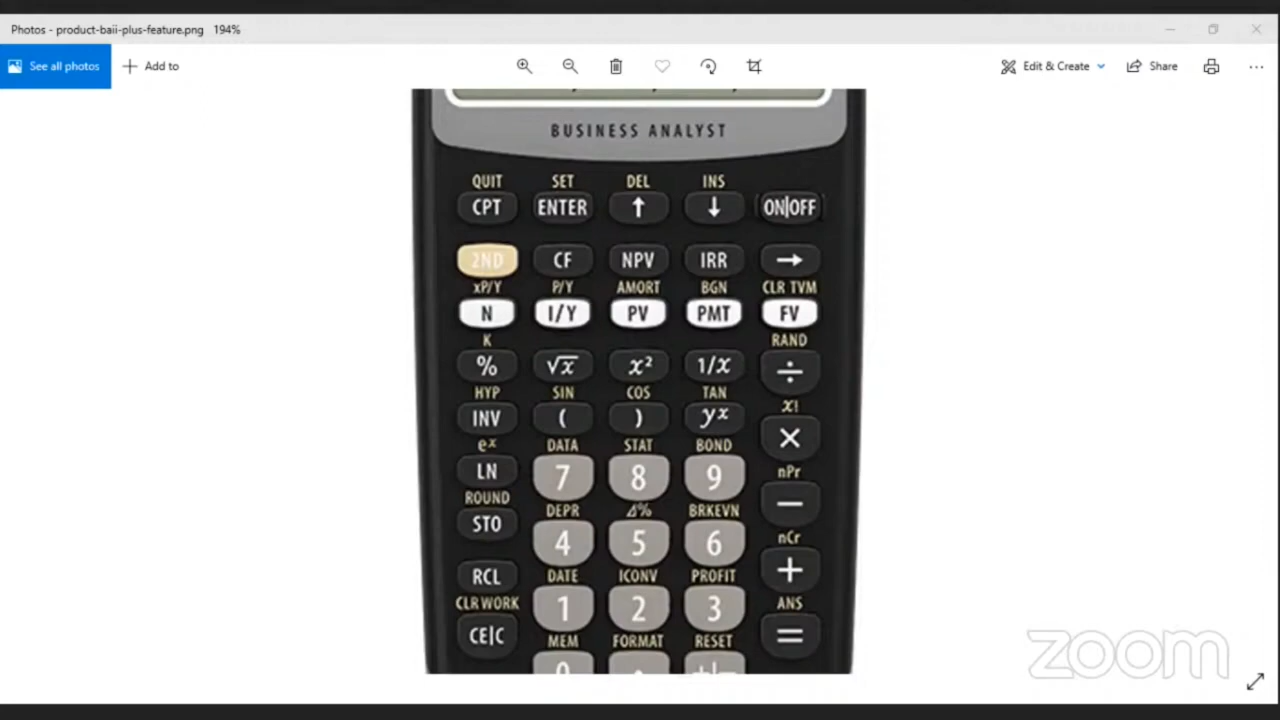 Photos - product-baii-plus-feature.png 194%
See all photos Add to Edit & Create Share
BUSINESS ANALYST
QUIT SET DEL INS
CPT ENTER ↑ ↓ ON|OFF
2ND CF NPV IRR →
xP/Y P/Y AMORT BGN CLR TVM
N I/Y PV PMT FV
K RAND
% √x x² 1/x ÷
HYP SIN COS TAN x!
INV ( ) yˣ ×
eˣ DATA STAT BOND nPr
LN 7 8 9 −
ROUND DEPR Δ% BRKEVN nCr
STO 4 5 6 +
DATE ICONV PROFIT ANS
RCL 1 2 3 =
CLR WORK MEM FORMAT RESET
CE|C 0 . +|−
zoom